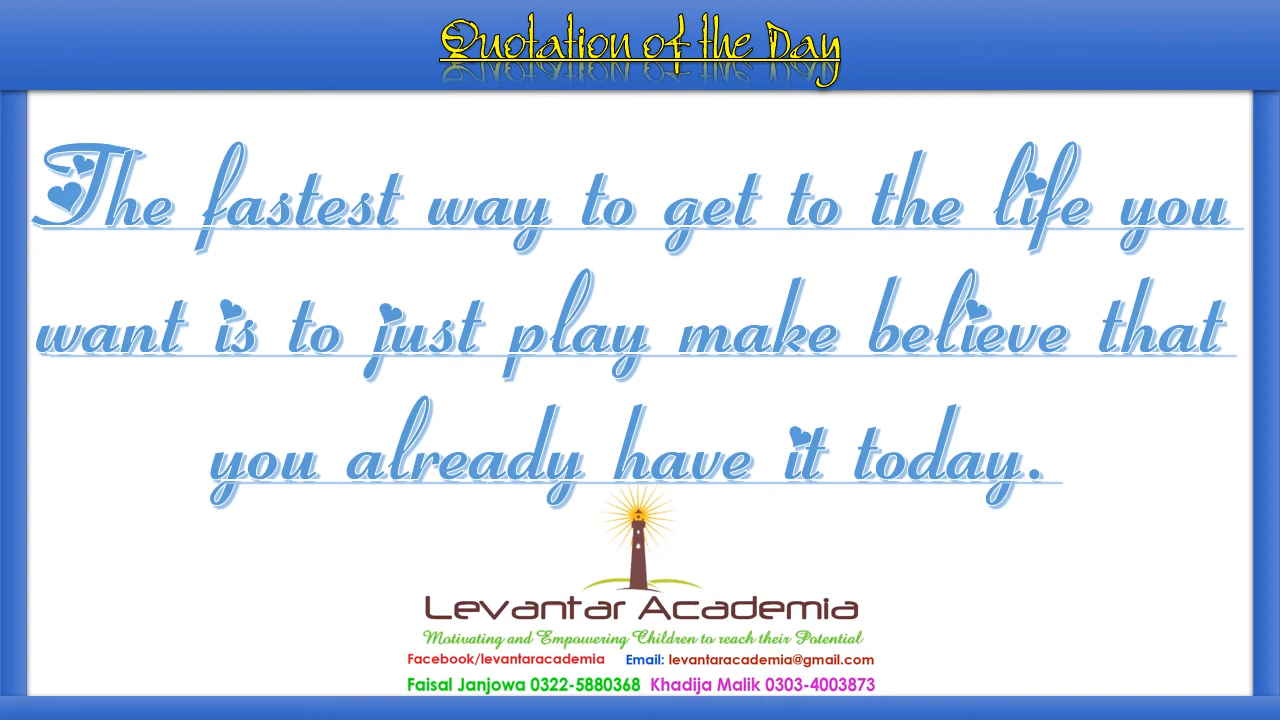 Quotation of the Day
The fastest way to get to the life you
want is to just play make believe that
you already have it today.
Levantar Academia
Motivating and Empowering Children to reach their Potential
Facebook/levantaracademia Email: levantaracademia@gmail.com
Faisal Janjowa 0322-5880368 Khadija Malik 0303-4003873